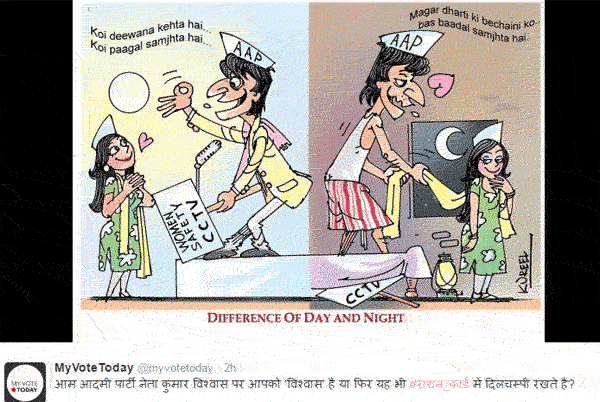 Koi deewana kehta hai...
Koi paagal samjhta hai...
Magar dharti ki bechaini ko
bas baadal samjhta hai.
AAP
AAP
WOMEN
SAFETY
CCTV
CCTV
KUREEL
DIFFERENCE OF DAY AND NIGHT
MY VOTE
TODAY
MyVoteToday @myvotetoday · 2h
आम आदमी पार्टी नेता कुमार विश्वास पर आपको 'विश्वास' है या फिर यह भी #राशन_कार्ड में दिलचस्पी रखते है?